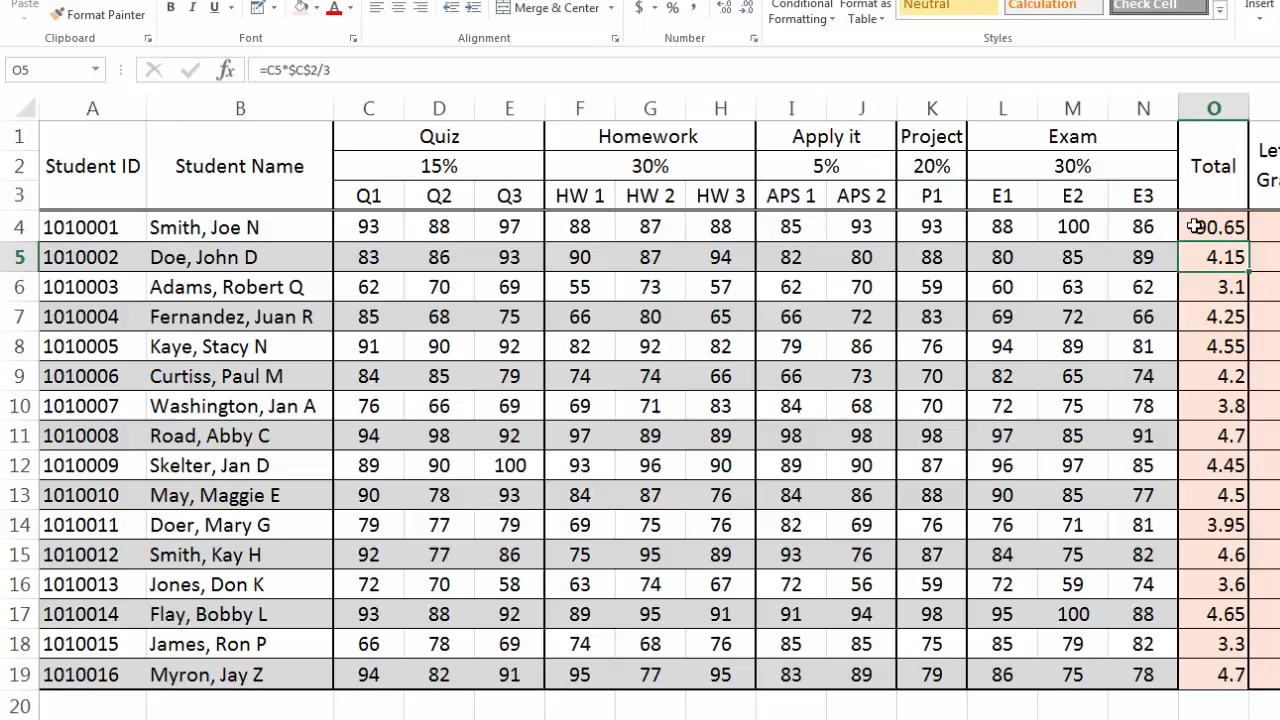 Paste Format Painter B I U A Merge & Center $ % , Conditional Formatting Format as Table Neutral Calculation Check Cell Insert
Clipboard Font Alignment Number Styles
O5 fx =C5*$C$2/3
A B C D E F G H I J K L M N O
1 Quiz Homework Apply it Project Exam
2 Student ID Student Name 15% 30% 5% 20% 30% Total
3 Q1 Q2 Q3 HW 1 HW 2 HW 3 APS 1 APS 2 P1 E1 E2 E3
4 1010001 Smith, Joe N 93 88 97 88 87 88 85 93 93 88 100 86 90.65
5 1010002 Doe, John D 83 86 93 90 87 94 82 80 88 80 85 89 4.15
6 1010003 Adams, Robert Q 62 70 69 55 73 57 62 70 59 60 63 62 3.1
7 1010004 Fernandez, Juan R 85 68 75 66 80 65 66 72 83 69 72 66 4.25
8 1010005 Kaye, Stacy N 91 90 92 82 92 82 79 86 76 94 89 81 4.55
9 1010006 Curtiss, Paul M 84 85 79 74 74 66 66 73 70 82 65 74 4.2
10 1010007 Washington, Jan A 76 66 69 69 71 83 84 68 70 72 75 78 3.8
11 1010008 Road, Abby C 94 98 92 97 89 89 98 98 98 97 85 91 4.7
12 1010009 Skelter, Jan D 89 90 100 93 96 90 89 90 87 96 97 85 4.45
13 1010010 May, Maggie E 90 78 93 84 87 76 84 86 88 90 85 77 4.5
14 1010011 Doer, Mary G 79 77 79 69 75 76 82 69 76 76 71 81 3.95
15 1010012 Smith, Kay H 92 77 86 75 95 89 93 76 87 84 75 82 4.6
16 1010013 Jones, Don K 72 70 58 63 74 67 72 56 59 72 59 74 3.6
17 1010014 Flay, Bobby L 93 88 92 89 95 91 91 94 98 95 100 88 4.65
18 1010015 James, Ron P 66 78 69 74 68 76 85 85 75 85 79 82 3.3
19 1010016 Myron, Jay Z 94 82 91 95 77 95 83 89 79 86 75 78 4.7
20